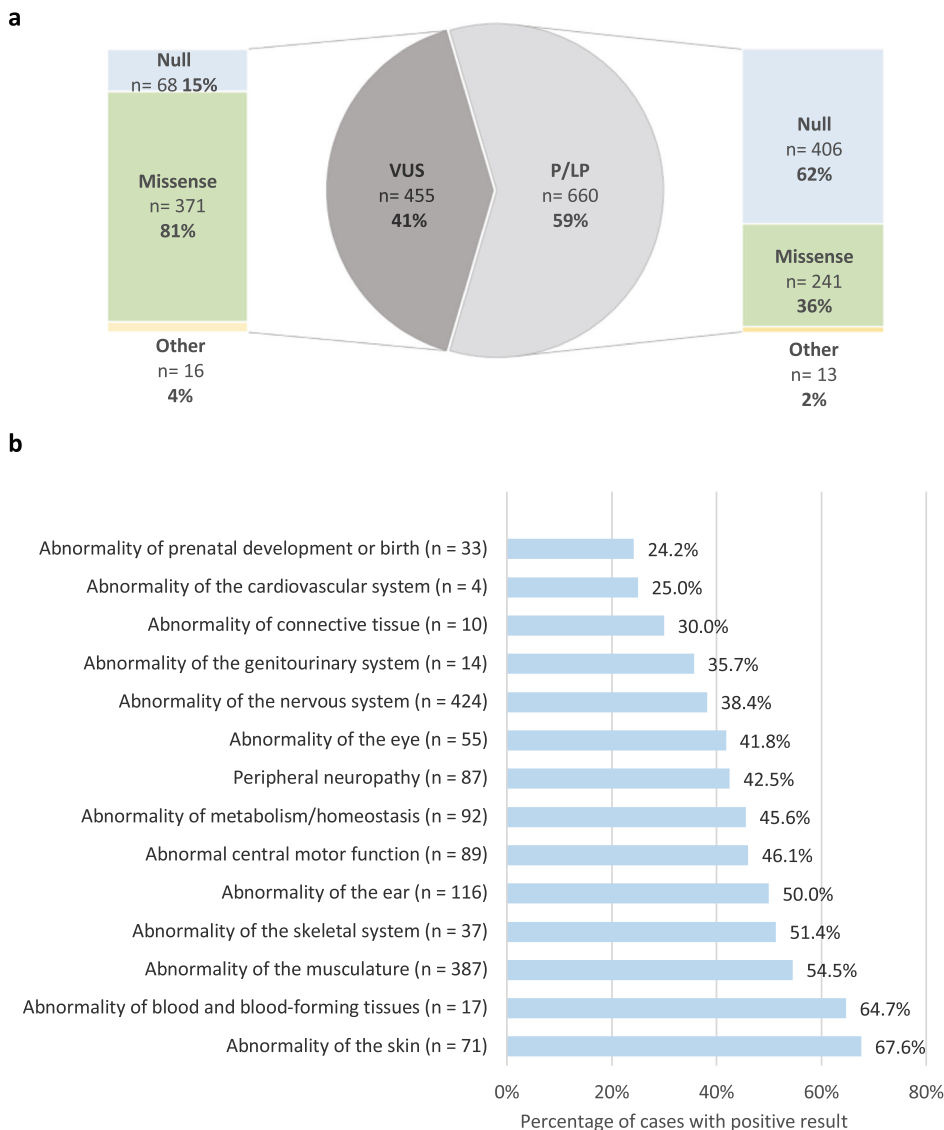 a
Null
n= 68 15%
Missense
n= 371
81%
Other
n= 16
4%
VUS
n= 455
41%
P/LP
n= 660
59%
Null
n= 406
62%
Missense
n= 241
36%
Other
n= 13
2%
b
Abnormality of prenatal development or birth (n = 33) 24.2%
Abnormality of the cardiovascular system (n = 4) 25.0%
Abnormality of connective tissue (n = 10) 30.0%
Abnormality of the genitourinary system (n = 14) 35.7%
Abnormality of the nervous system (n = 424) 38.4%
Abnormality of the eye (n = 55) 41.8%
Peripheral neuropathy (n = 87) 42.5%
Abnormality of metabolism/homeostasis (n = 92) 45.6%
Abnormal central motor function (n = 89) 46.1%
Abnormality of the ear (n = 116) 50.0%
Abnormality of the skeletal system (n = 37) 51.4%
Abnormality of the musculature (n = 387) 54.5%
Abnormality of blood and blood-forming tissues (n = 17) 64.7%
Abnormality of the skin (n = 71) 67.6%
0% 20% 40% 60% 80%
Percentage of cases with positive result